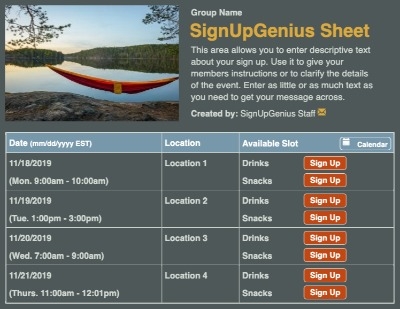 Group Name
SignUpGenius Sheet
This area allows you to enter descriptive text
about your sign up. Use it to give your
members instructions or to clarify the details
of the event. Enter as little or as much text as
you need to get your message across.
Created by: SignUpGenius Staff
Date (mm/dd/yyyy EST) Location Available Slot Calendar
11/18/2019 Location 1 Drinks Sign Up
(Mon. 9:00am - 10:00am) Snacks Sign Up
11/19/2019 Location 2 Drinks Sign Up
(Tue. 1:00pm - 3:00pm) Snacks Sign Up
11/20/2019 Location 3 Drinks Sign Up
(Wed. 7:00am - 9:00am) Snacks Sign Up
11/21/2019 Location 4 Drinks Sign Up
(Thurs. 11:00am - 12:01pm) Snacks Sign Up